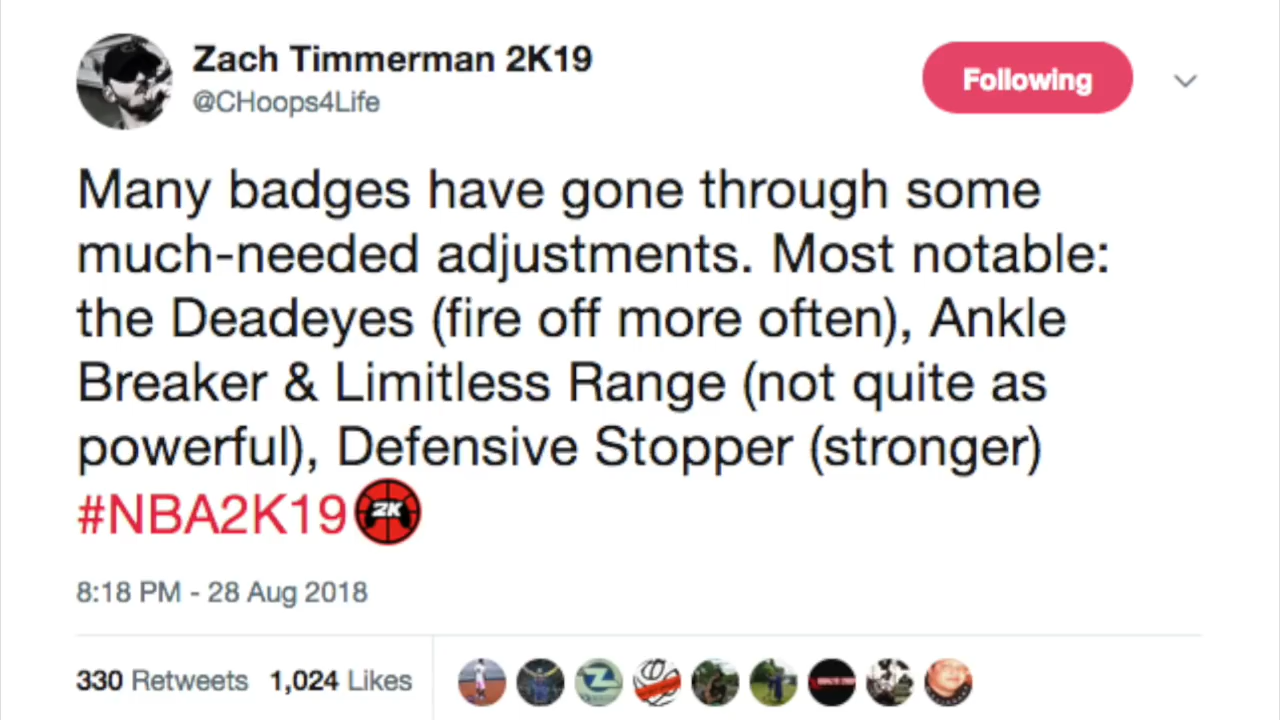 Zach Timmerman 2K19
@CHoops4Life
Following
Many badges have gone through some
much-needed adjustments. Most notable:
the Deadeyes (fire off more often), Ankle
Breaker & Limitless Range (not quite as
powerful), Defensive Stopper (stronger)
#NBA2K19 2K
8:18 PM - 28 Aug 2018
330 Retweets 1,024 Likes